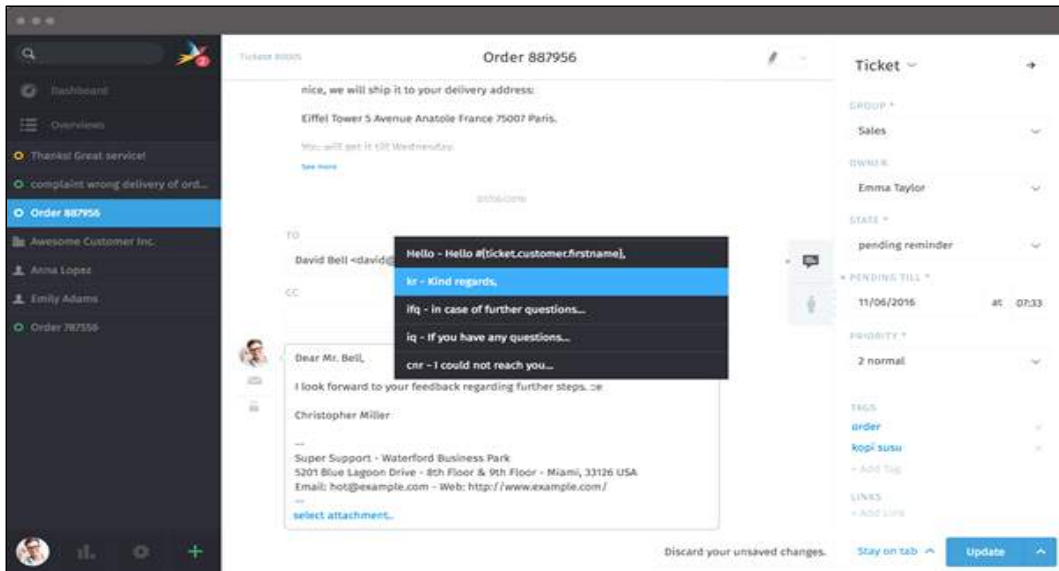 2
Dashboard
Overviews
Thanks! Great service!
complaint wrong delivery of ord...
Order 887956
Awesome Customer Inc.
Anna Lopez
Emily Adams
Order 787556
Order 887956
nice, we will ship it to your delivery address:
Eiffel Tower 5 Avenue Anatole France 75007 Paris.
You will get it till Wednesday.
See more
TO
David Bell <david@
CC
Hello - Hello #{ticket.customer.firstname},
kr - Kind regards,
ifq - in case of further questions...
iq - If you have any questions...
cnr - I could not reach you...
Dear Mr. Bell,
I look forward to your feedback regarding further steps. ::e
Christopher Miller
--
Super Support - Waterford Business Park
5201 Blue Lagoon Drive - 8th Floor & 9th Floor - Miami, 33126 USA
Email: hot@example.com - Web: http://www.example.com/
--
select attachment..
Discard your unsaved changes.
Ticket
GROUP *
Sales
OWNER
Emma Taylor
STATE *
pending reminder
PENDING TILL *
11/06/2016 at 07:33
PRIORITY *
2 normal
TAGS
order
kopi susu
+ Add Tag
LINKS
+ Add Link
Stay on tab
Update